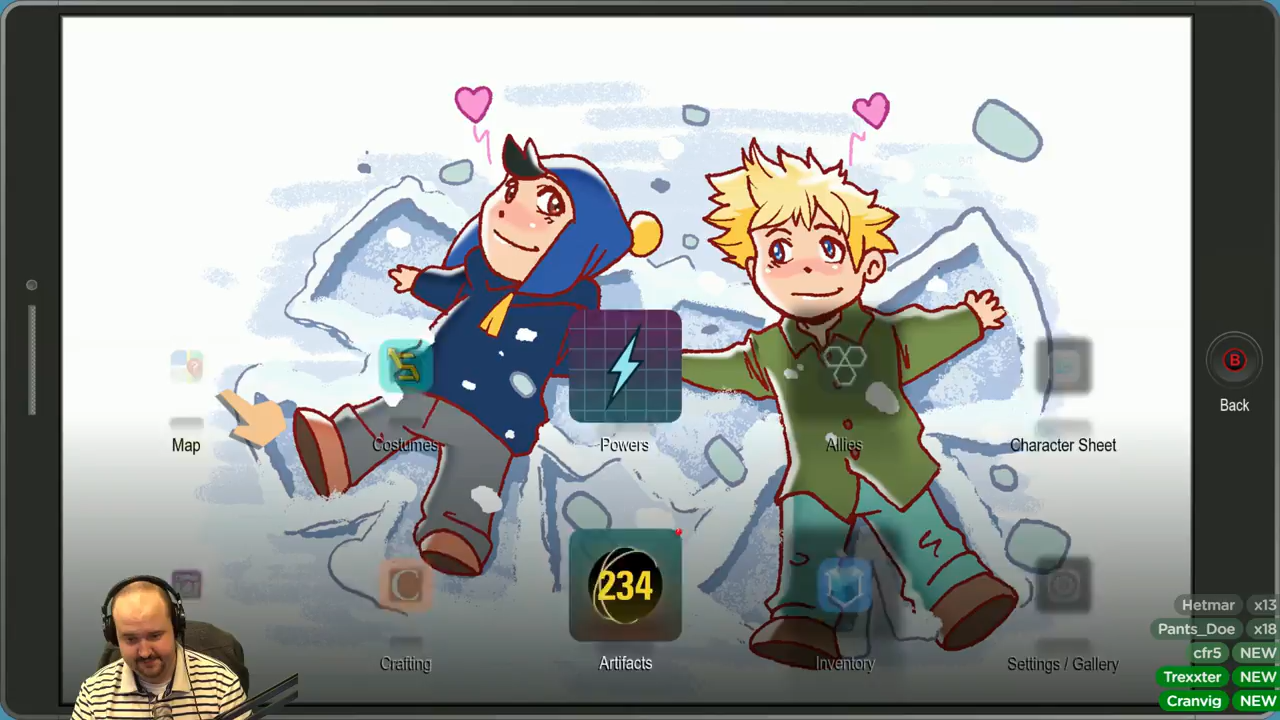 B
Back
Map
Costumes
Powers
Allies
Character Sheet
C
234
Crafting
Artifacts
Inventory
Settings / Gallery
Hetmar x13
Pants_Doe x18
cfr5 NEW
Trexxter NEW
Cranvig NEW